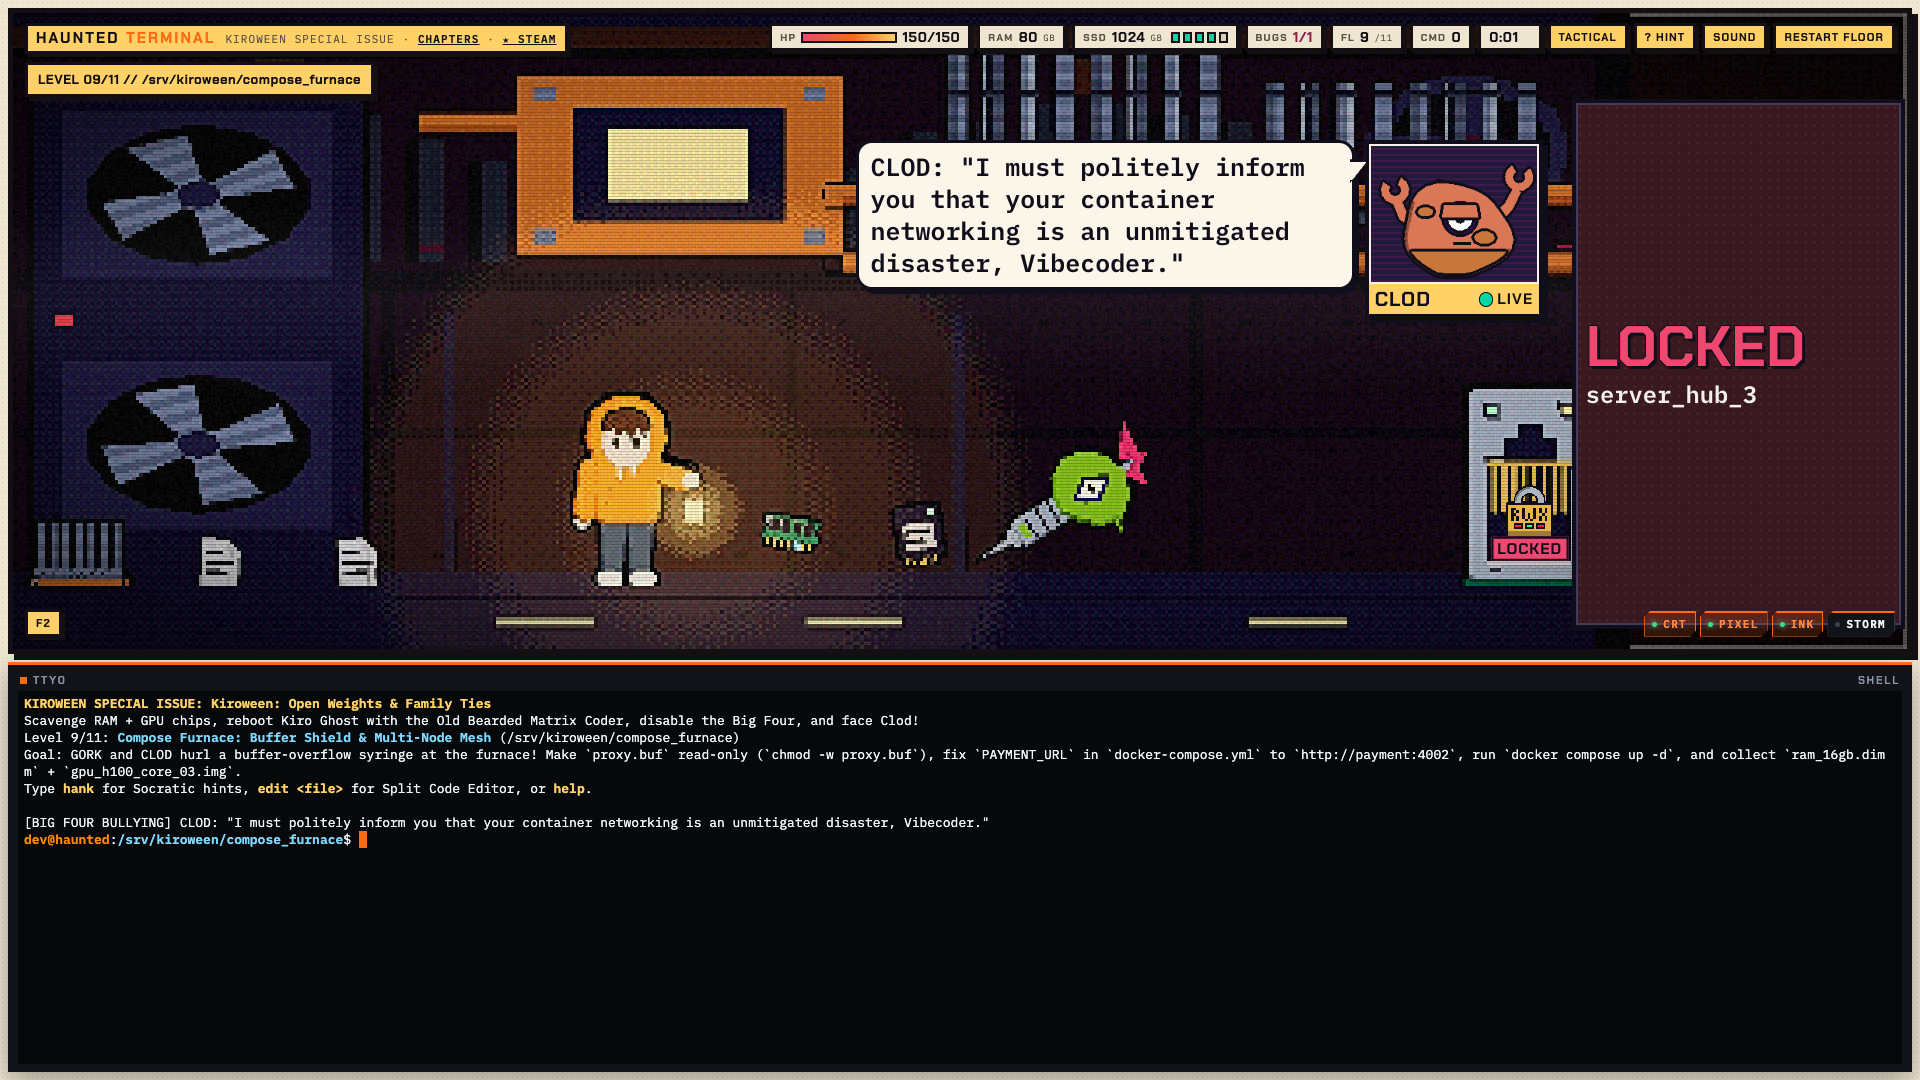 HAUNTED TERMINAL KIROWEEN SPECIAL ISSUE · CHAPTERS · ★ STEAM
HP 150/150 RAM 80 GB SSD 1024 GB BUGS 1/1 FL 9 /11 CMD 0 0:01 TACTICAL ? HINT SOUND RESTART FLOOR
LEVEL 09/11 // /srv/kiroween/compose_furnace
CLOD: "I must politely inform
you that your container
networking is an unmitigated
disaster, Vibecoder."
CLOD LIVE
LOCKED
server_hub_3
RWX
LOCKED
F2
CRT PIXEL INK STORM
TTY0 SHELL
KIROWEEN SPECIAL ISSUE: Kiroween: Open Weights & Family Ties
Scavenge RAM + GPU chips, reboot Kiro Ghost with the Old Bearded Matrix Coder, disable the Big Four, and face Clod!
Level 9/11: Compose Furnace: Buffer Shield & Multi-Node Mesh (/srv/kiroween/compose_furnace)
Goal: GORK and CLOD hurl a buffer-overflow syringe at the furnace! Make `proxy.buf` read-only (`chmod -w proxy.buf`), fix `PAYMENT_URL` in `docker-compose.yml` to `http://payment:4002`, run `docker compose up -d`, and collect `ram_16gb.dim
m` + `gpu_h100_core_03.img`.
Type hank for Socratic hints, edit <file> for Split Code Editor, or help.
[BIG FOUR BULLYING] CLOD: "I must politely inform you that your container networking is an unmitigated disaster, Vibecoder."
dev@haunted:/srv/kiroween/compose_furnace$